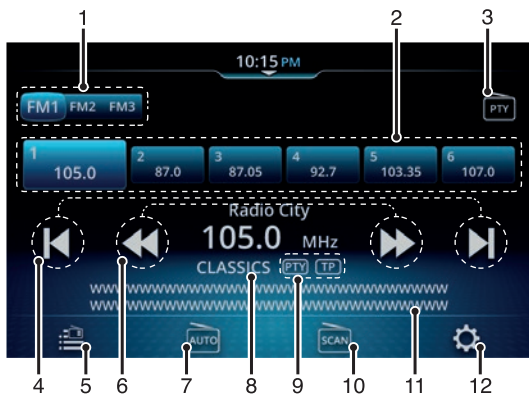 1 2 3
10:15 PM
FM1 FM2 FM3
PTY
1 105.0
2 87.0
3 87.05
4 92.7
5 103.35
6 107.0
Radio City
105.0 MHz
CLASSICS PTY TP
WWWWWWWWWWWWWWWWWWWWWWWWWWWWWW
WWWWWWWWWWWWWWWWWWWWWWWWWWWWWW
AUTO SCAN
4 5 6 7 8 9 10 11 12